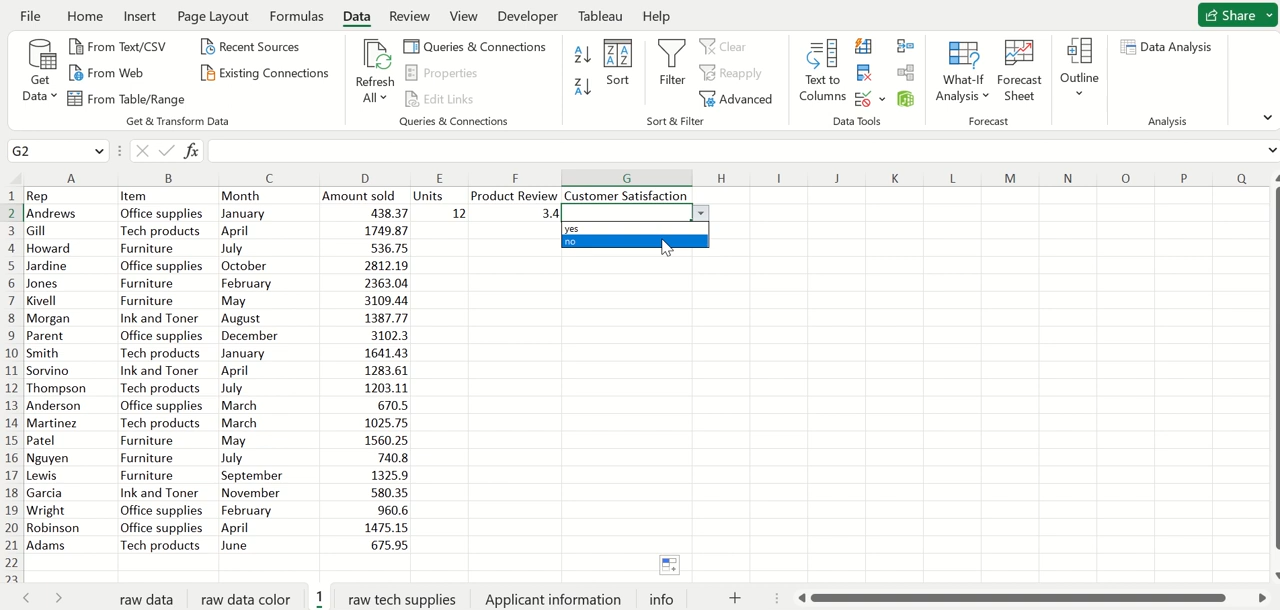 File Home Insert Page Layout Formulas Data Review View Developer Tableau Help Share
From Text/CSV Recent Sources Queries & Connections Clear
From Web Existing Connections Properties Reapply Data Analysis
Get Data From Table/Range Refresh All Edit Links Sort Filter Advanced Text to Columns What-If Analysis Forecast Sheet Outline
Get & Transform Data Queries & Connections Sort & Filter Data Tools Forecast Analysis
G2 fx
A B C D E F G H I J K L M N O P Q
1 Rep Item Month Amount sold Units Product Review Customer Satisfaction
2 Andrews Office supplies January 438.37 12 3.4
3 Gill Tech products April 1749.87 yes
4 Howard Furniture July 536.75 no
5 Jardine Office supplies October 2812.19
6 Jones Furniture February 2363.04
7 Kivell Furniture May 3109.44
8 Morgan Ink and Toner August 1387.77
9 Parent Office supplies December 3102.3
10 Smith Tech products January 1641.43
11 Sorvino Ink and Toner April 1283.61
12 Thompson Tech products July 1203.11
13 Anderson Office supplies March 670.5
14 Martinez Tech products March 1025.75
15 Patel Furniture May 1560.25
16 Nguyen Furniture July 740.8
17 Lewis Furniture September 1325.9
18 Garcia Ink and Toner November 580.35
19 Wright Office supplies February 960.6
20 Robinson Office supplies April 1475.15
21 Adams Tech products June 675.95
22
23
raw data raw data color 1 raw tech supplies Applicant information info